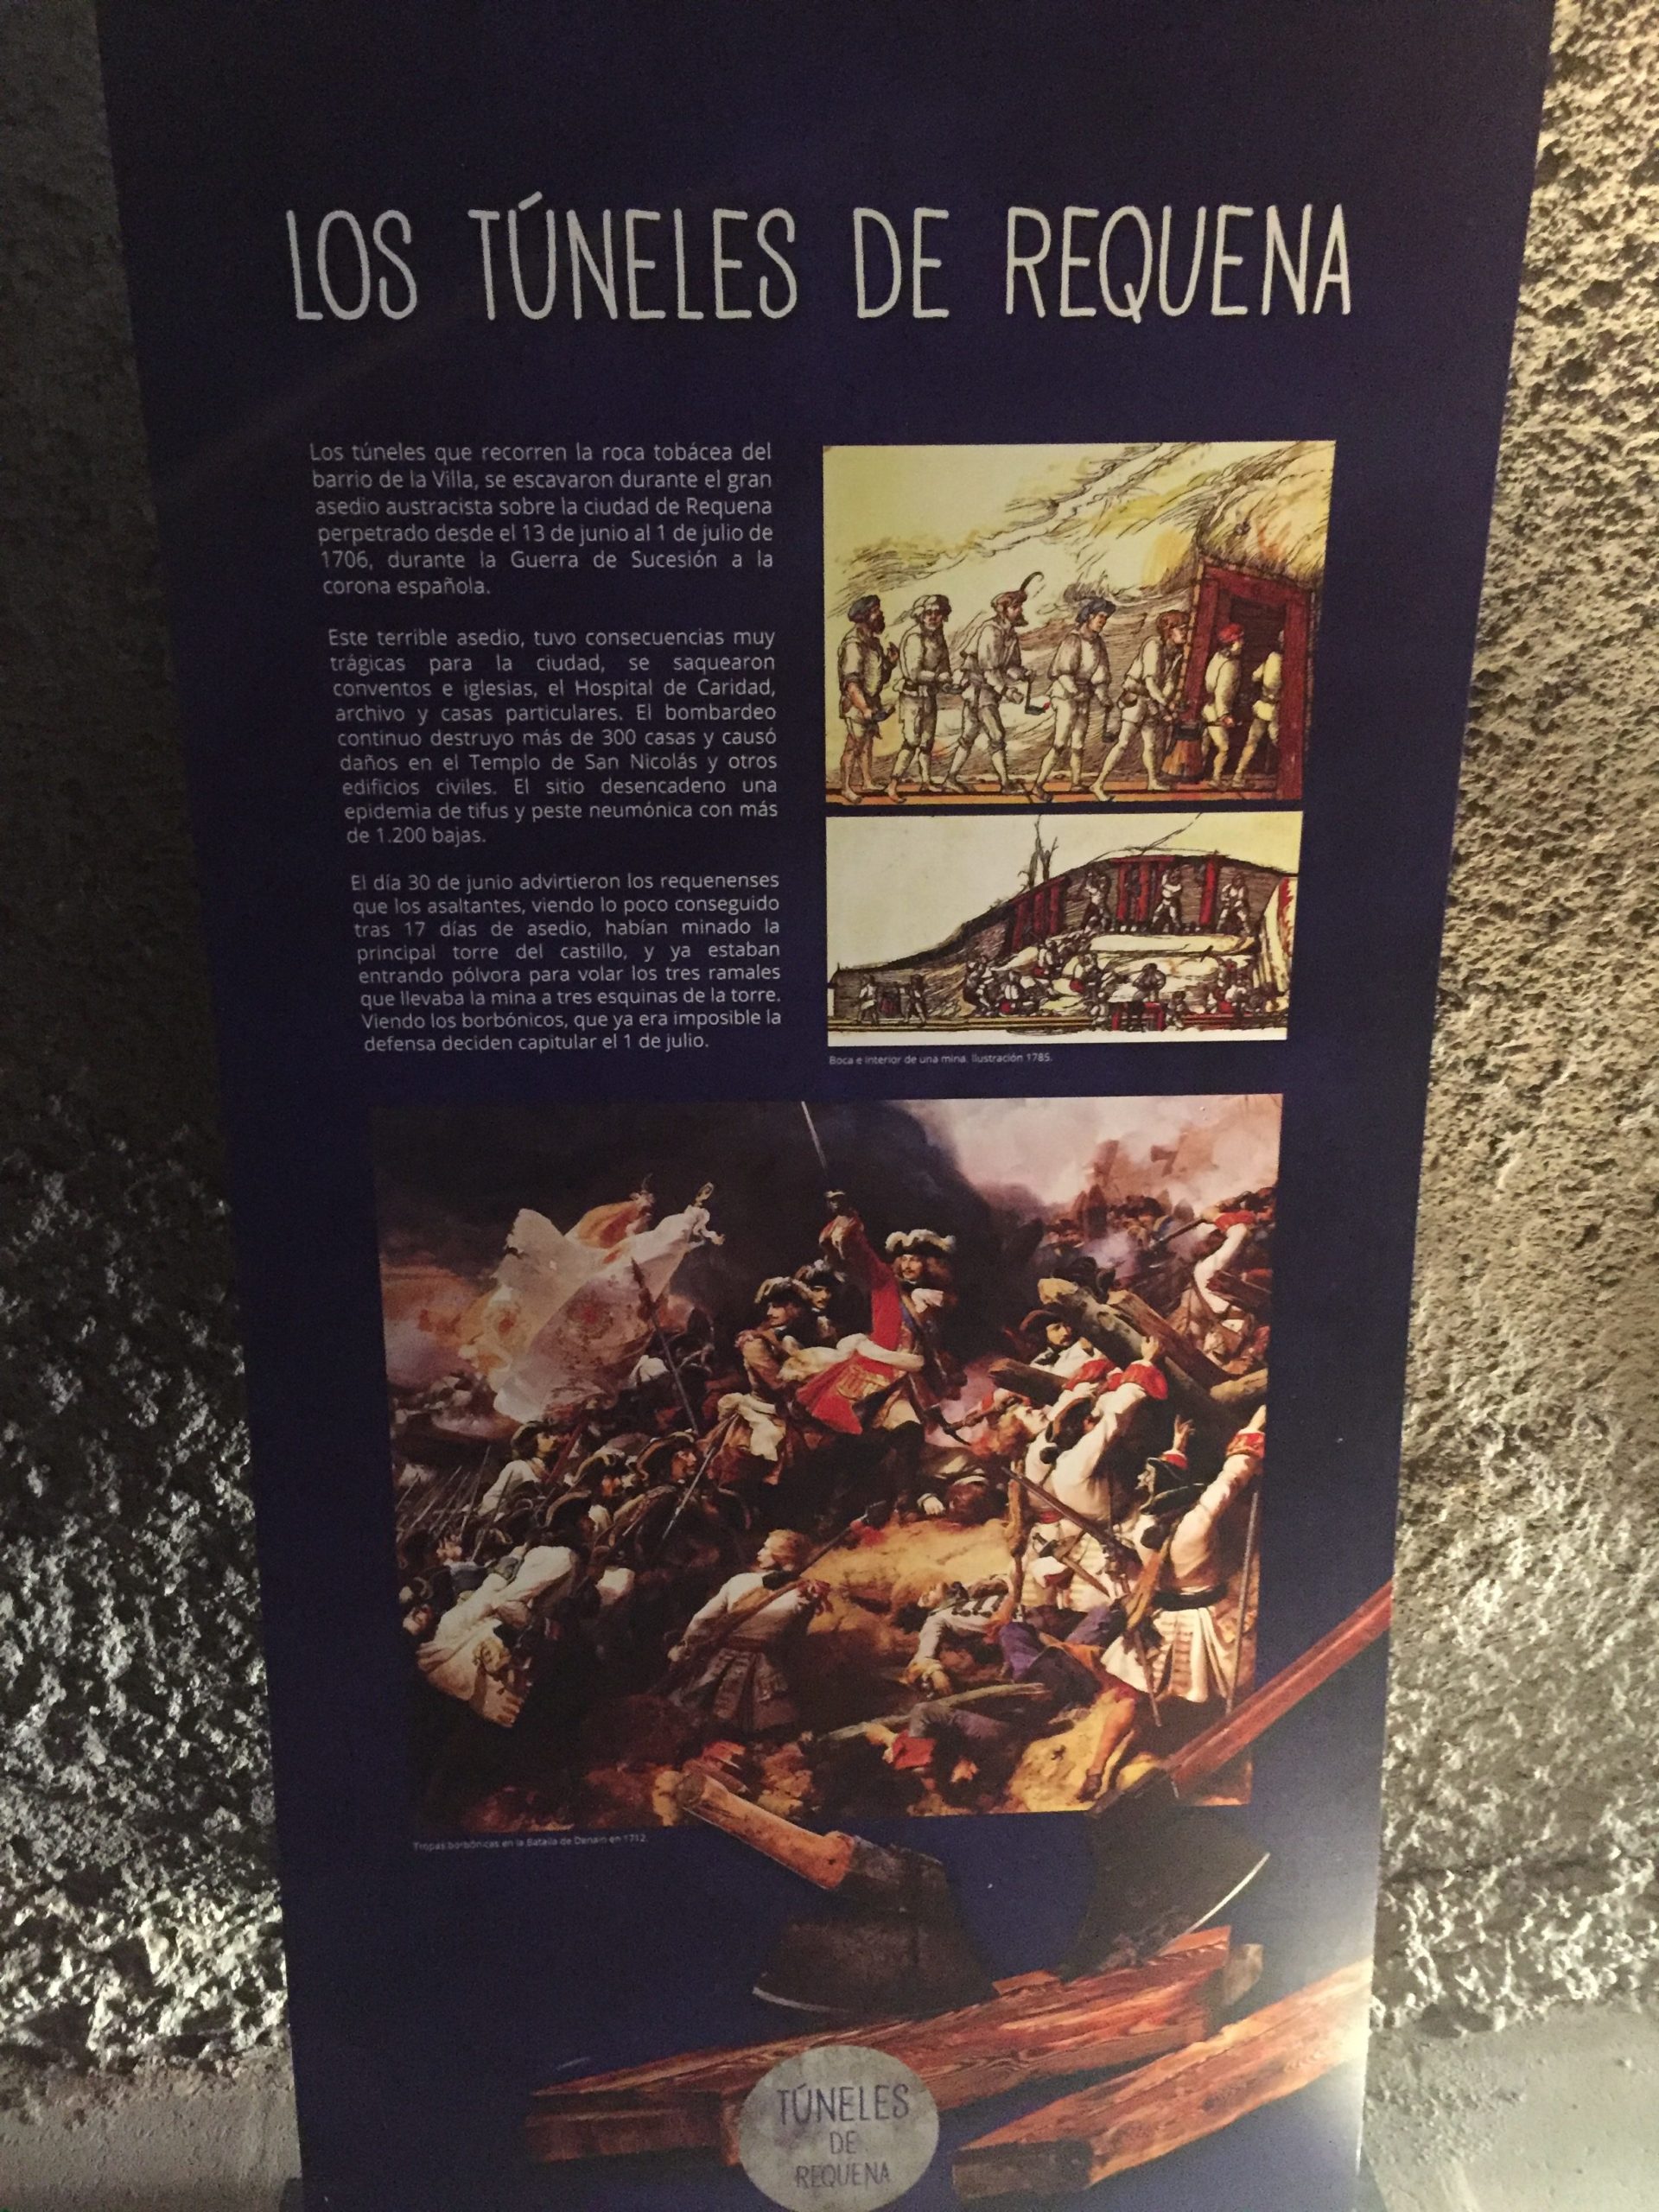 LOS TÚNELES DE REQUENA
Los túneles que recorren la roca tobácea del
barrio de la Villa, se escavaron durante el gran
asedio austracista sobre la ciudad de Requena
perpetrado desde el 13 de junio al 1 de julio de
1706, durante la Guerra de Sucesión a la
corona española.
Este terrible asedio, tuvo consecuencias muy
trágicas para la ciudad, se saquearon
conventos e iglesias, el Hospital de Caridad,
archivo y casas particulares. El bombardeo
continuo destruyo más de 300 casas y causó
daños en el Templo de San Nicolás y otros
edificios civiles. El sitio desencadeno una
epidemia de tifus y peste neumónica con más
de 1.200 bajas.
El día 30 de junio advirtieron los requenenses
que los asaltantes, viendo lo poco conseguido
tras 17 días de asedio, habían minado la
principal torre del castillo, y ya estaban
entrando pólvora para volar los tres ramales
que llevaba la mina a tres esquinas de la torre.
Viendo los borbónicos, que ya era imposible la
defensa deciden capitular el 1 de julio.
Boca e interior de una mina. Ilustración 1785.
Tropas borbónicas en la Batalla de Denain en 1712.
TÚNELES
DE
REQUENA